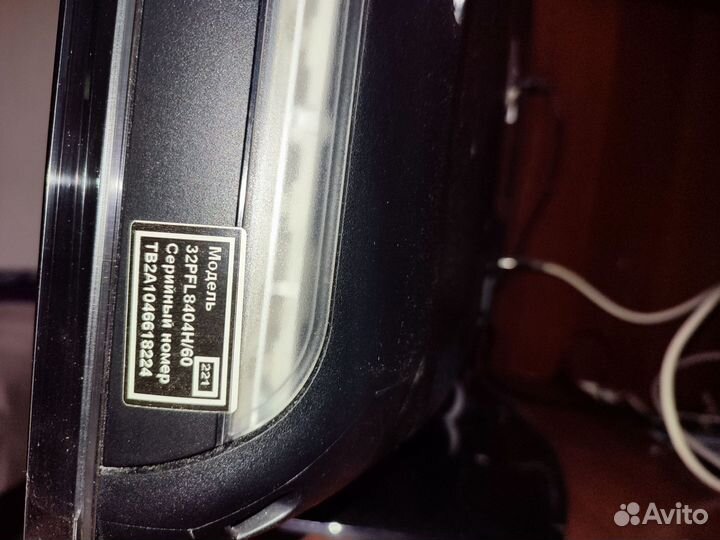 Модель
32PFL8404H/60
221
Серийный номер
TB2A1046618224
Avito